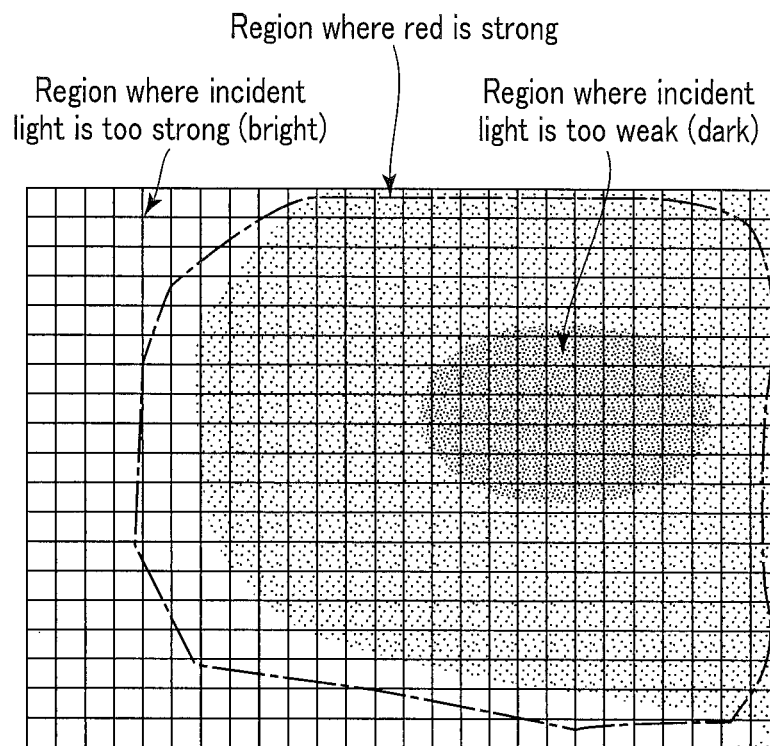 Region where red is strong
Region where incident
light is too strong (bright)
Region where incident
light is too weak (dark)